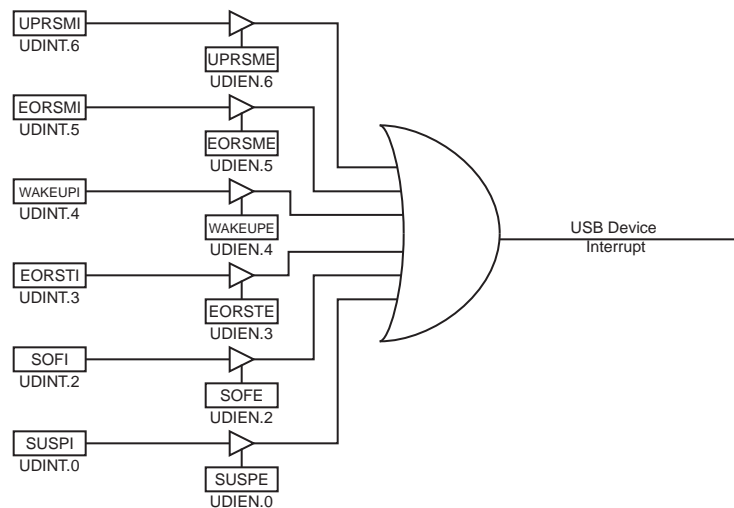 UPRSMI
UDINT.6
UPRSME
UDIEN.6
EORSMI
UDINT.5
EORSME
UDIEN.5
WAKEUPI
UDINT.4
WAKEUPE
UDIEN.4
EORSTI
UDINT.3
EORSTE
UDIEN.3
SOFI
UDINT.2
SOFE
UDIEN.2
SUSPI
UDINT.0
SUSPE
UDIEN.0
USB Device
Interrupt